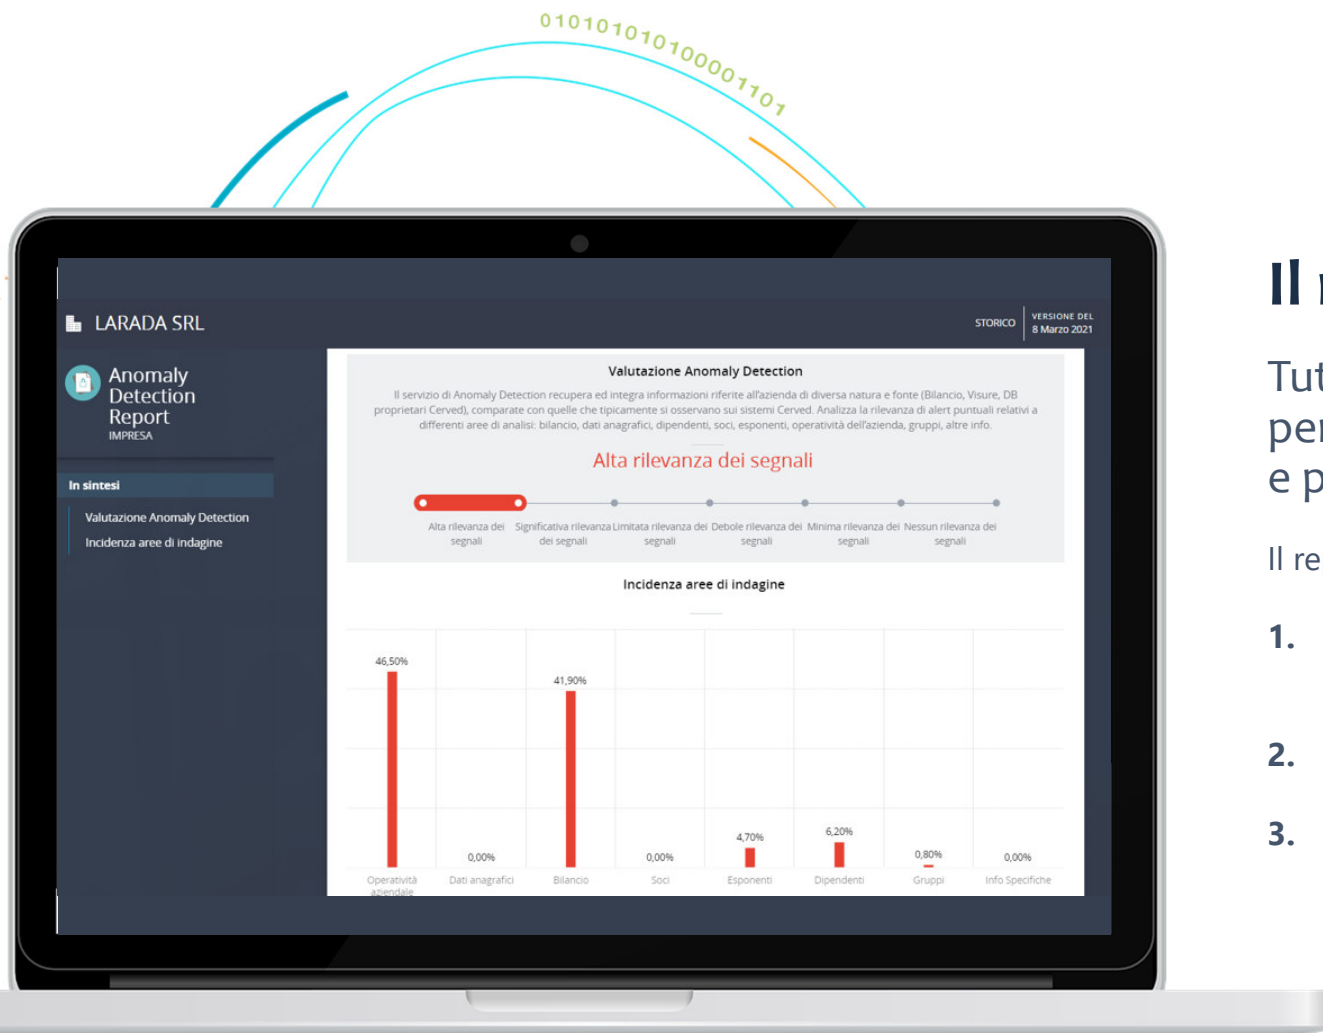 010101010100001101
LARADA SRL
STORICO
VERSIONE DEL
8 Marzo 2021
Anomaly
Detection
Report
IMPRESA
In sintesi
Valutazione Anomaly Detection
Incidenza aree di indagine
Valutazione Anomaly Detection
Il servizio di Anomaly Detection recupera ed integra informazioni riferite all'azienda di diversa natura e fonte (Bilancio, Visure, DB
proprietari Cerved), comparate con quelle che tipicamente si osservano sui sistemi Cerved. Analizza la rilevanza di alert puntuali relativi a
differenti aree di analisi: bilancio, dati anagrafici, dipendenti, soci, esponenti, operatività dell'azienda, gruppi, altre info.
Alta rilevanza dei segnali
Alta rilevanza dei
segnali
Significativa rilevanza
dei segnali
Limitata rilevanza dei
segnali
Debole rilevanza dei
segnali
Minima rilevanza dei
segnali
Nessun rilevanza dei
segnali
Incidenza aree di indagine
46,50%
0,00%
41,90%
0,00%
4,70%
6,20%
0,80%
0,00%
Operatività
aziendale
Dati anagrafici
Bilancio
Soci
Esponenti
Dipendenti
Gruppi
Info Specifiche
Il
Tut
per
e p
Il re
1.
2.
3.